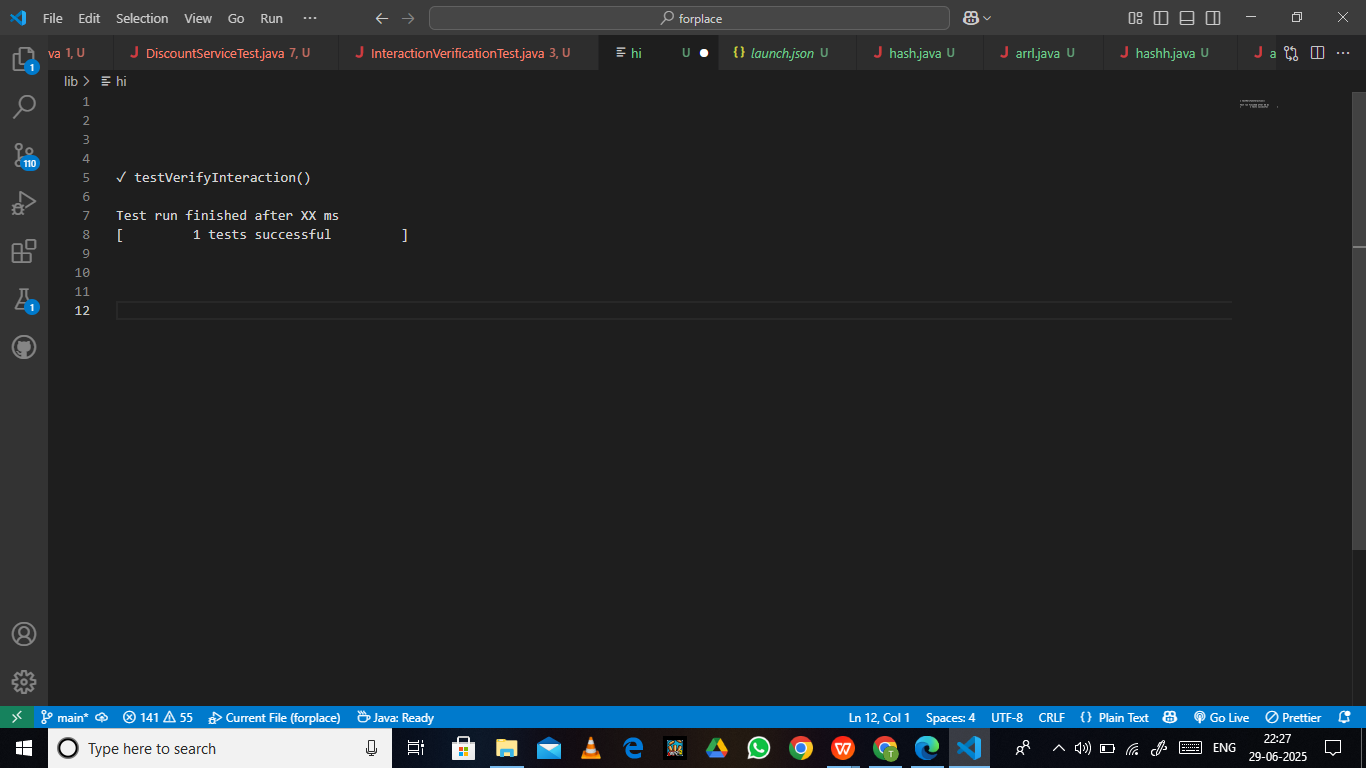 File Edit Selection View Go Run ··· forplace
va 1, U DiscountServiceTest.java 7, U InteractionVerificationTest.java 3, U hi U {} launch.json U hash.java U arrl.java U hashh.java U a
lib > hi
1
2
3
4
5 ✓ testVerifyInteraction()
6
7 Test run finished after XX ms
8 [         1 tests successful         ]
9
10
11
12
1
110
1
main* 141 55 Current File (forplace) Java: Ready Ln 12, Col 1 Spaces: 4 UTF-8 CRLF {} Plain Text Go Live Prettier
Type here to search ENG 22:27
29-06-2025